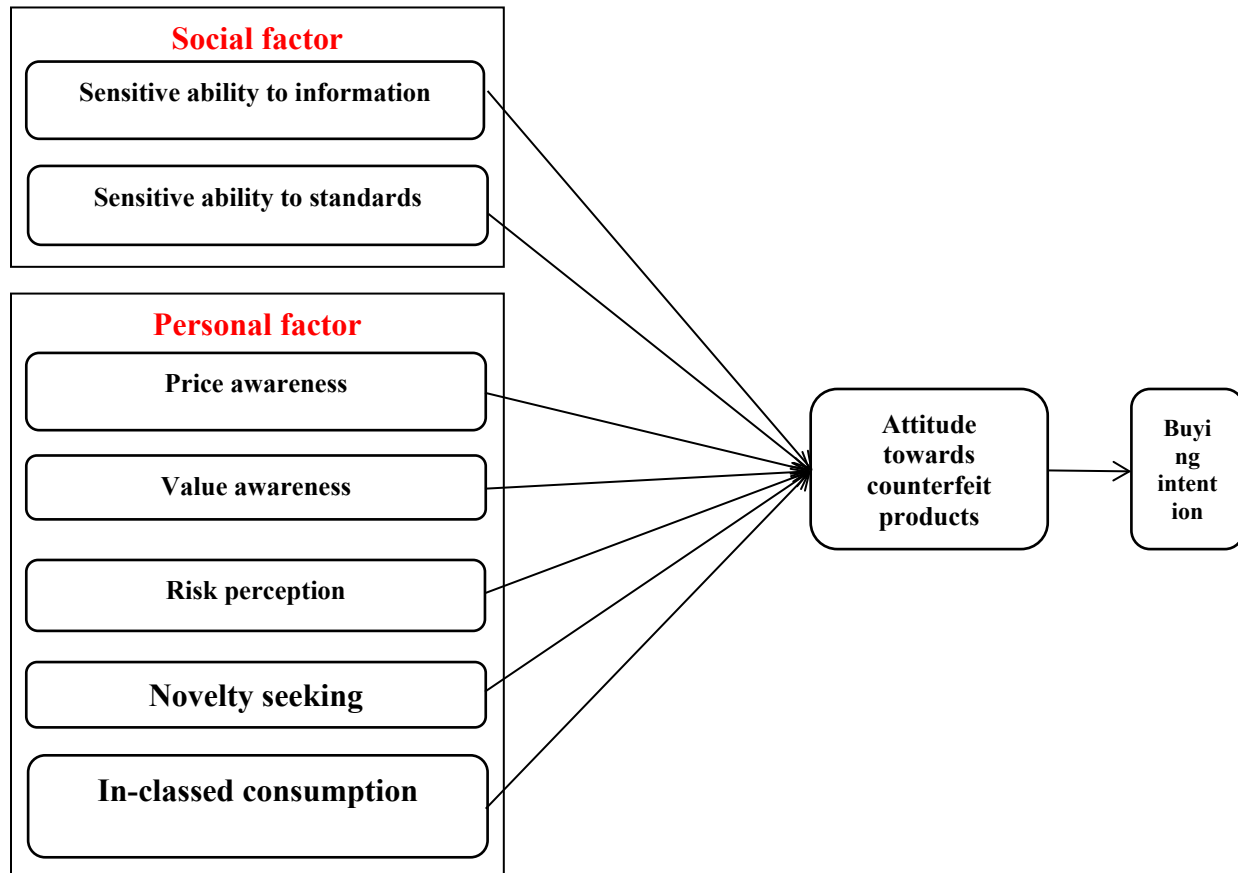 Social factor
Sensitive ability to information
Sensitive ability to standards
Personal factor
Price awareness
Value awareness
Risk perception
Novelty seeking
In-classed consumption
Attitude
towards
counterfeit
products
Buyi
ng
intent
ion